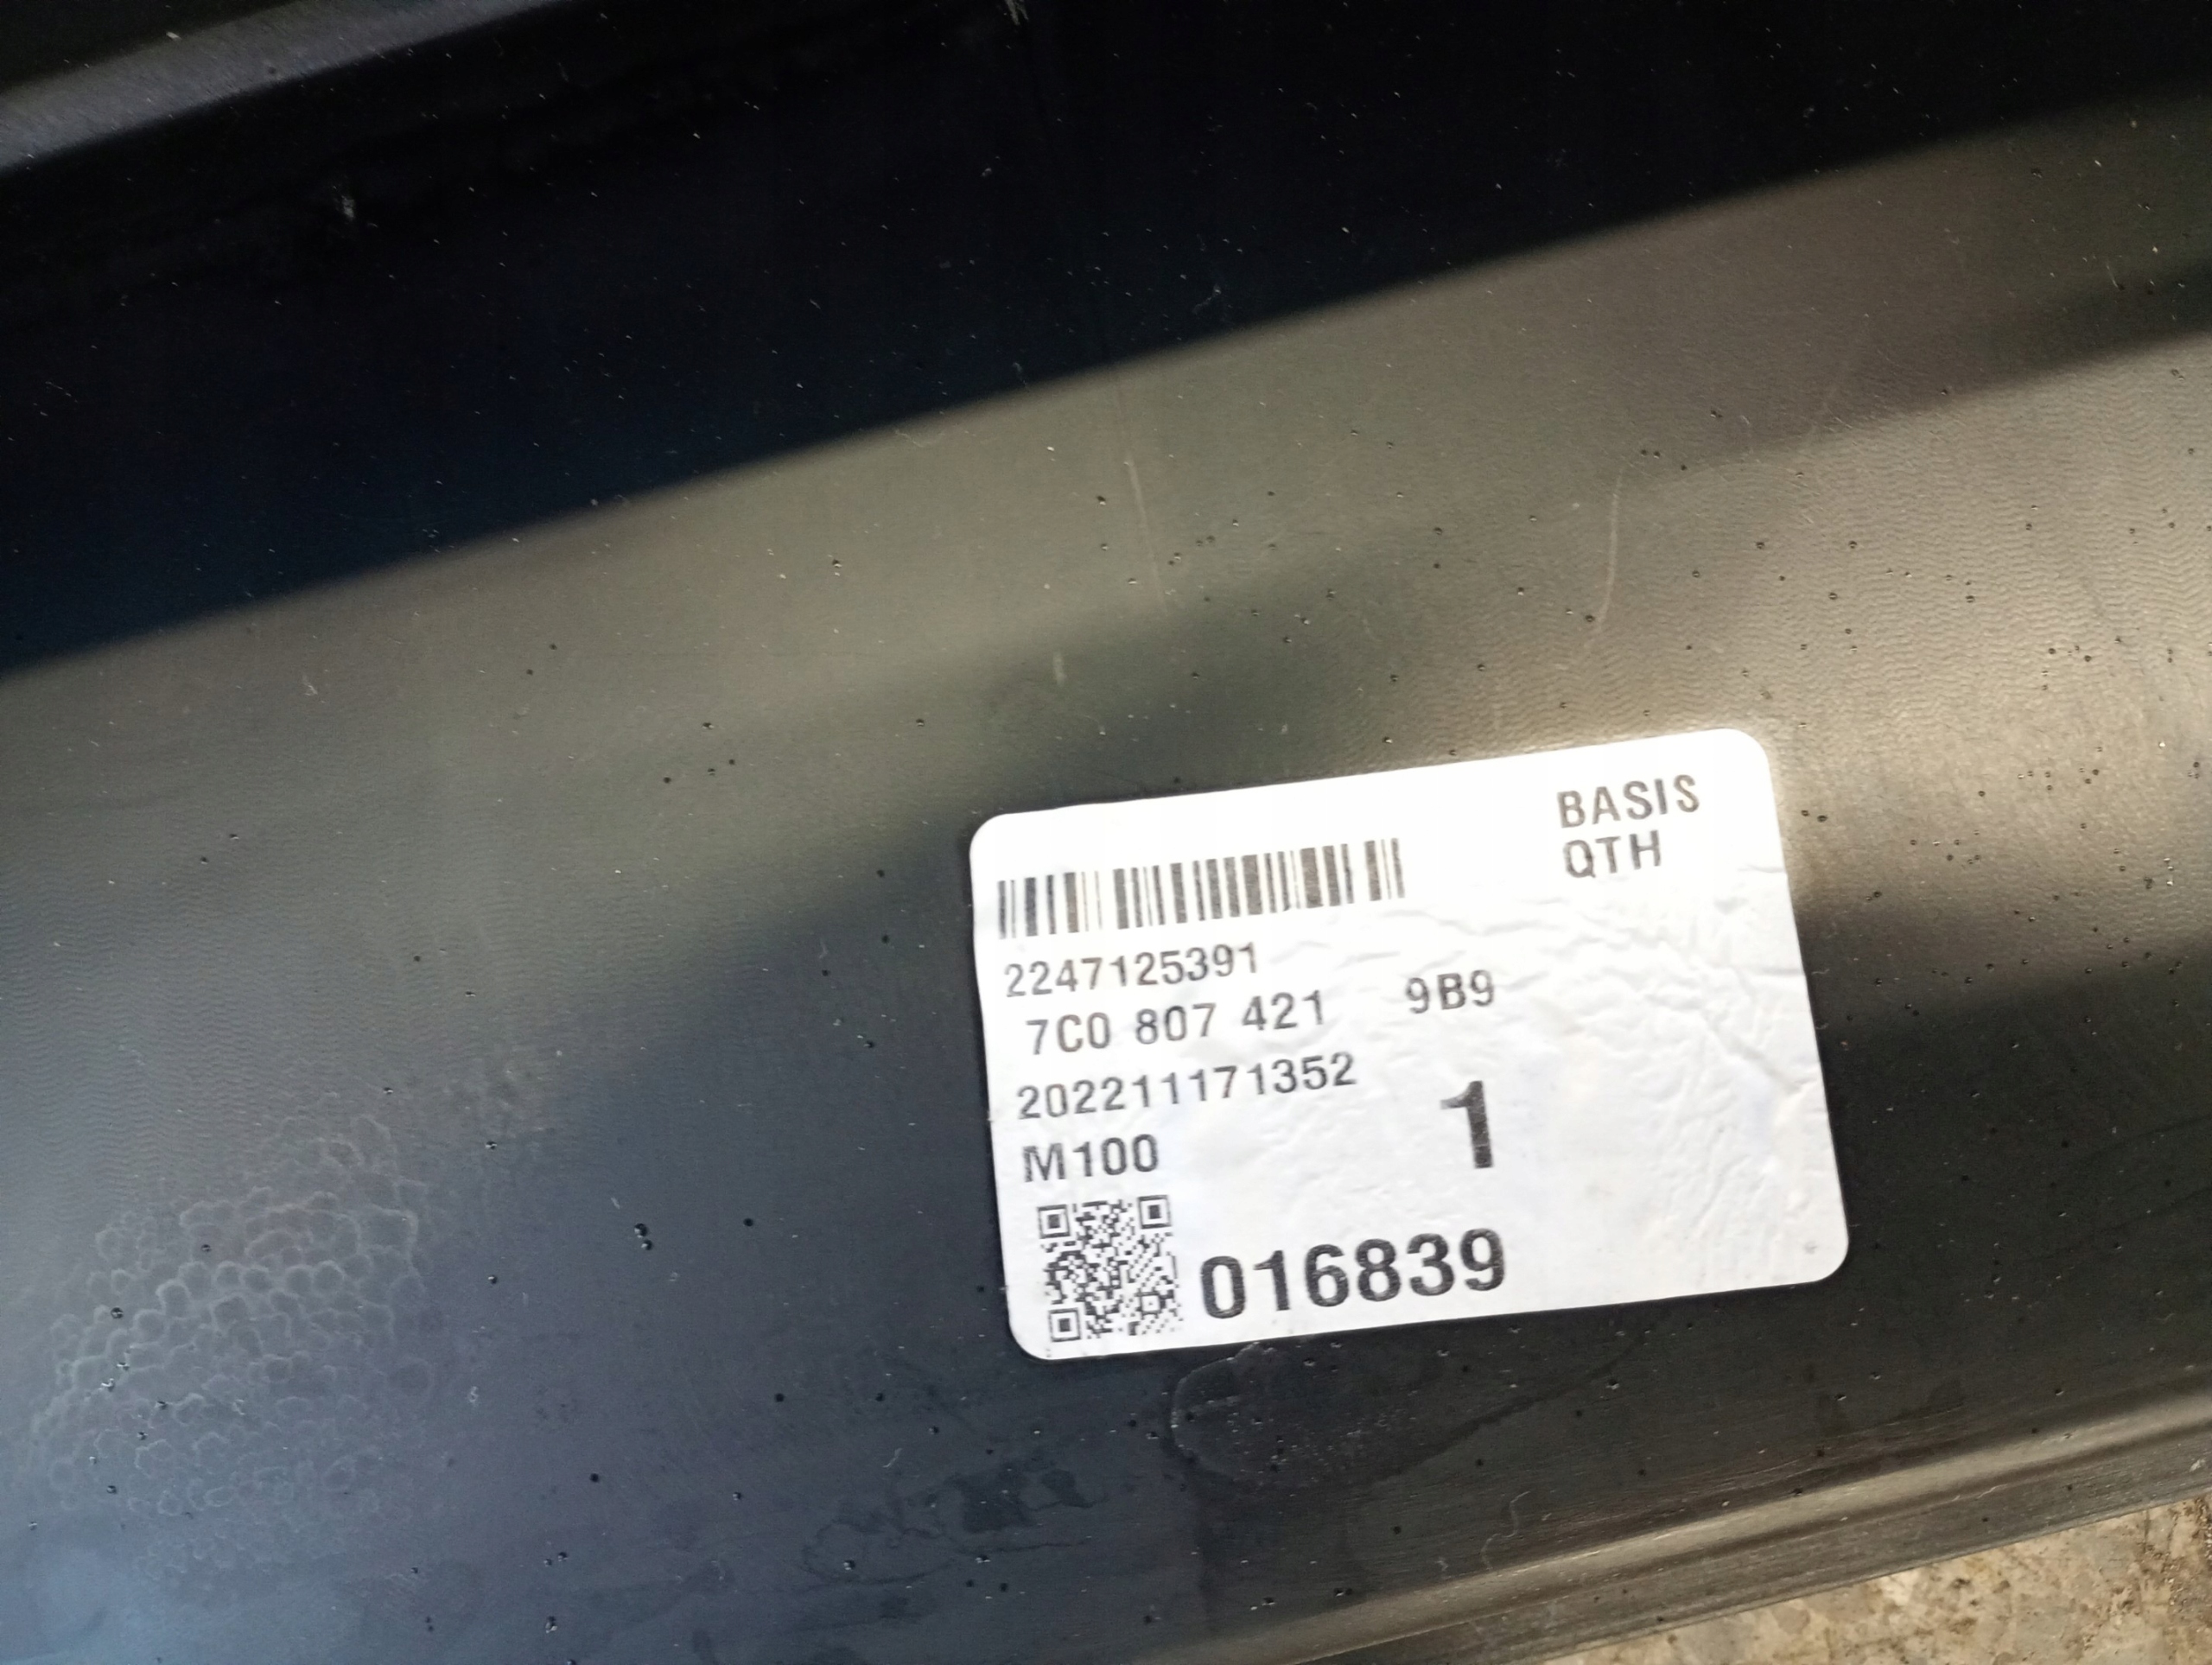 BASIS
QTH
2247125391
7C0 807 421 9B9
202211171352
M100
1
016839